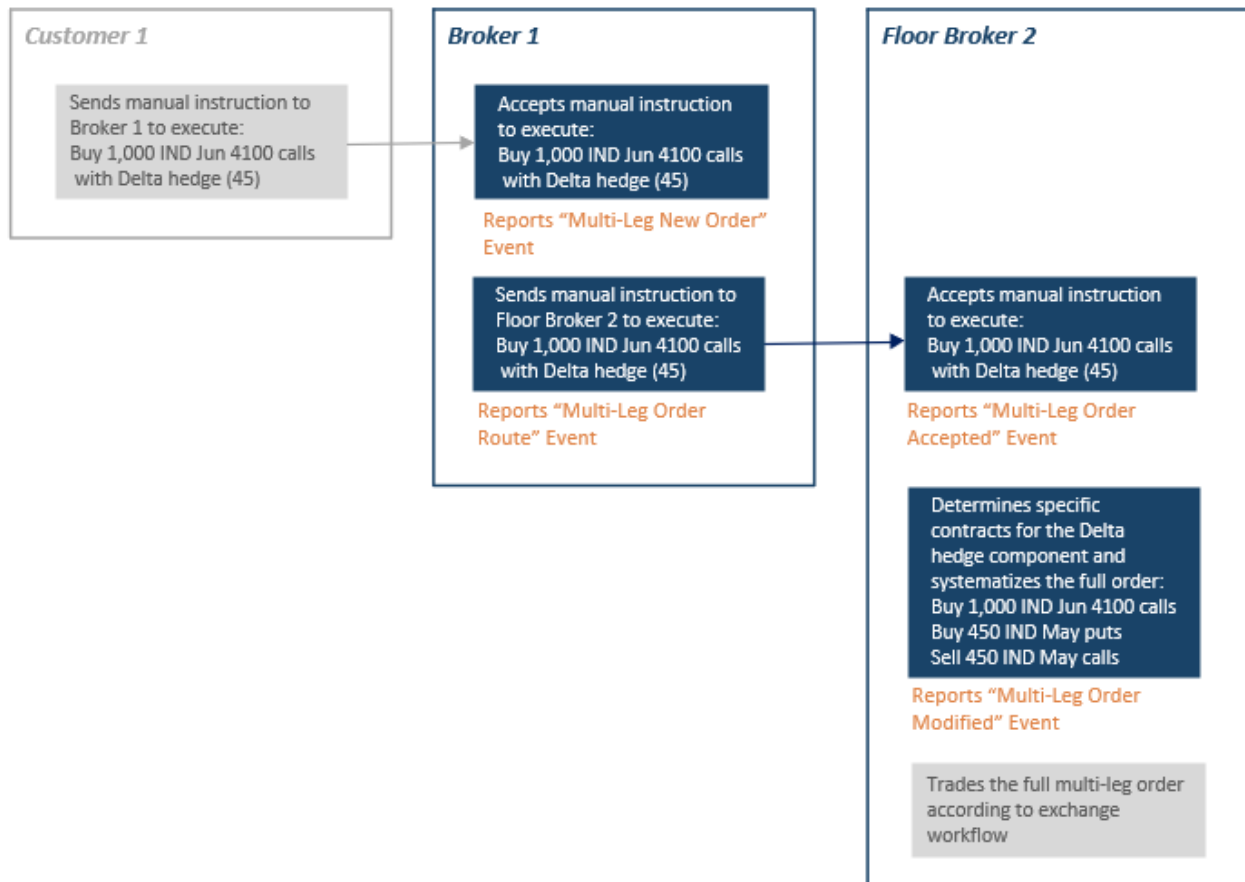 Customer 1
Sends manual instruction to
Broker 1 to execute:
Buy 1,000 IND Jun 4100 calls
with Delta hedge (45)
Broker 1
Accepts manual instruction
to execute:
Buy 1,000 IND Jun 4100 calls
with Delta hedge (45)
Reports “Multi-Leg New Order”
Event
Sends manual instruction to
Floor Broker 2 to execute:
Buy 1,000 IND Jun 4100 calls
with Delta hedge (45)
Reports “Multi-Leg Order
Route” Event
Floor Broker 2
Accepts manual instruction
to execute:
Buy 1,000 IND Jun 4100 calls
with Delta hedge (45)
Reports “Multi-Leg Order
Accepted” Event
Determines specific
contracts for the Delta
hedge component and
systematizes the full order:
Buy 1,000 IND Jun 4100 calls
Buy 450 IND May puts
Sell 450 IND May calls
Reports “Multi-Leg Order
Modified” Event
Trades the full multi-leg order
according to exchange
workflow